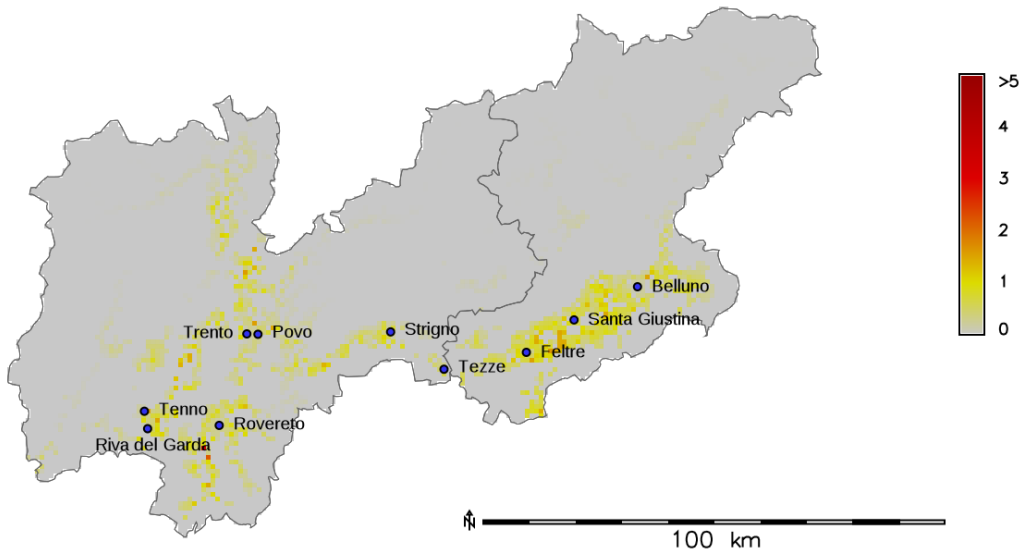 >5
4
3
2
1
0
Belluno
Santa Giustina
Trento
Povo
Strigno
Feltre
Tezze
Tenno
Rovereto
Riva del Garda
N
100 km